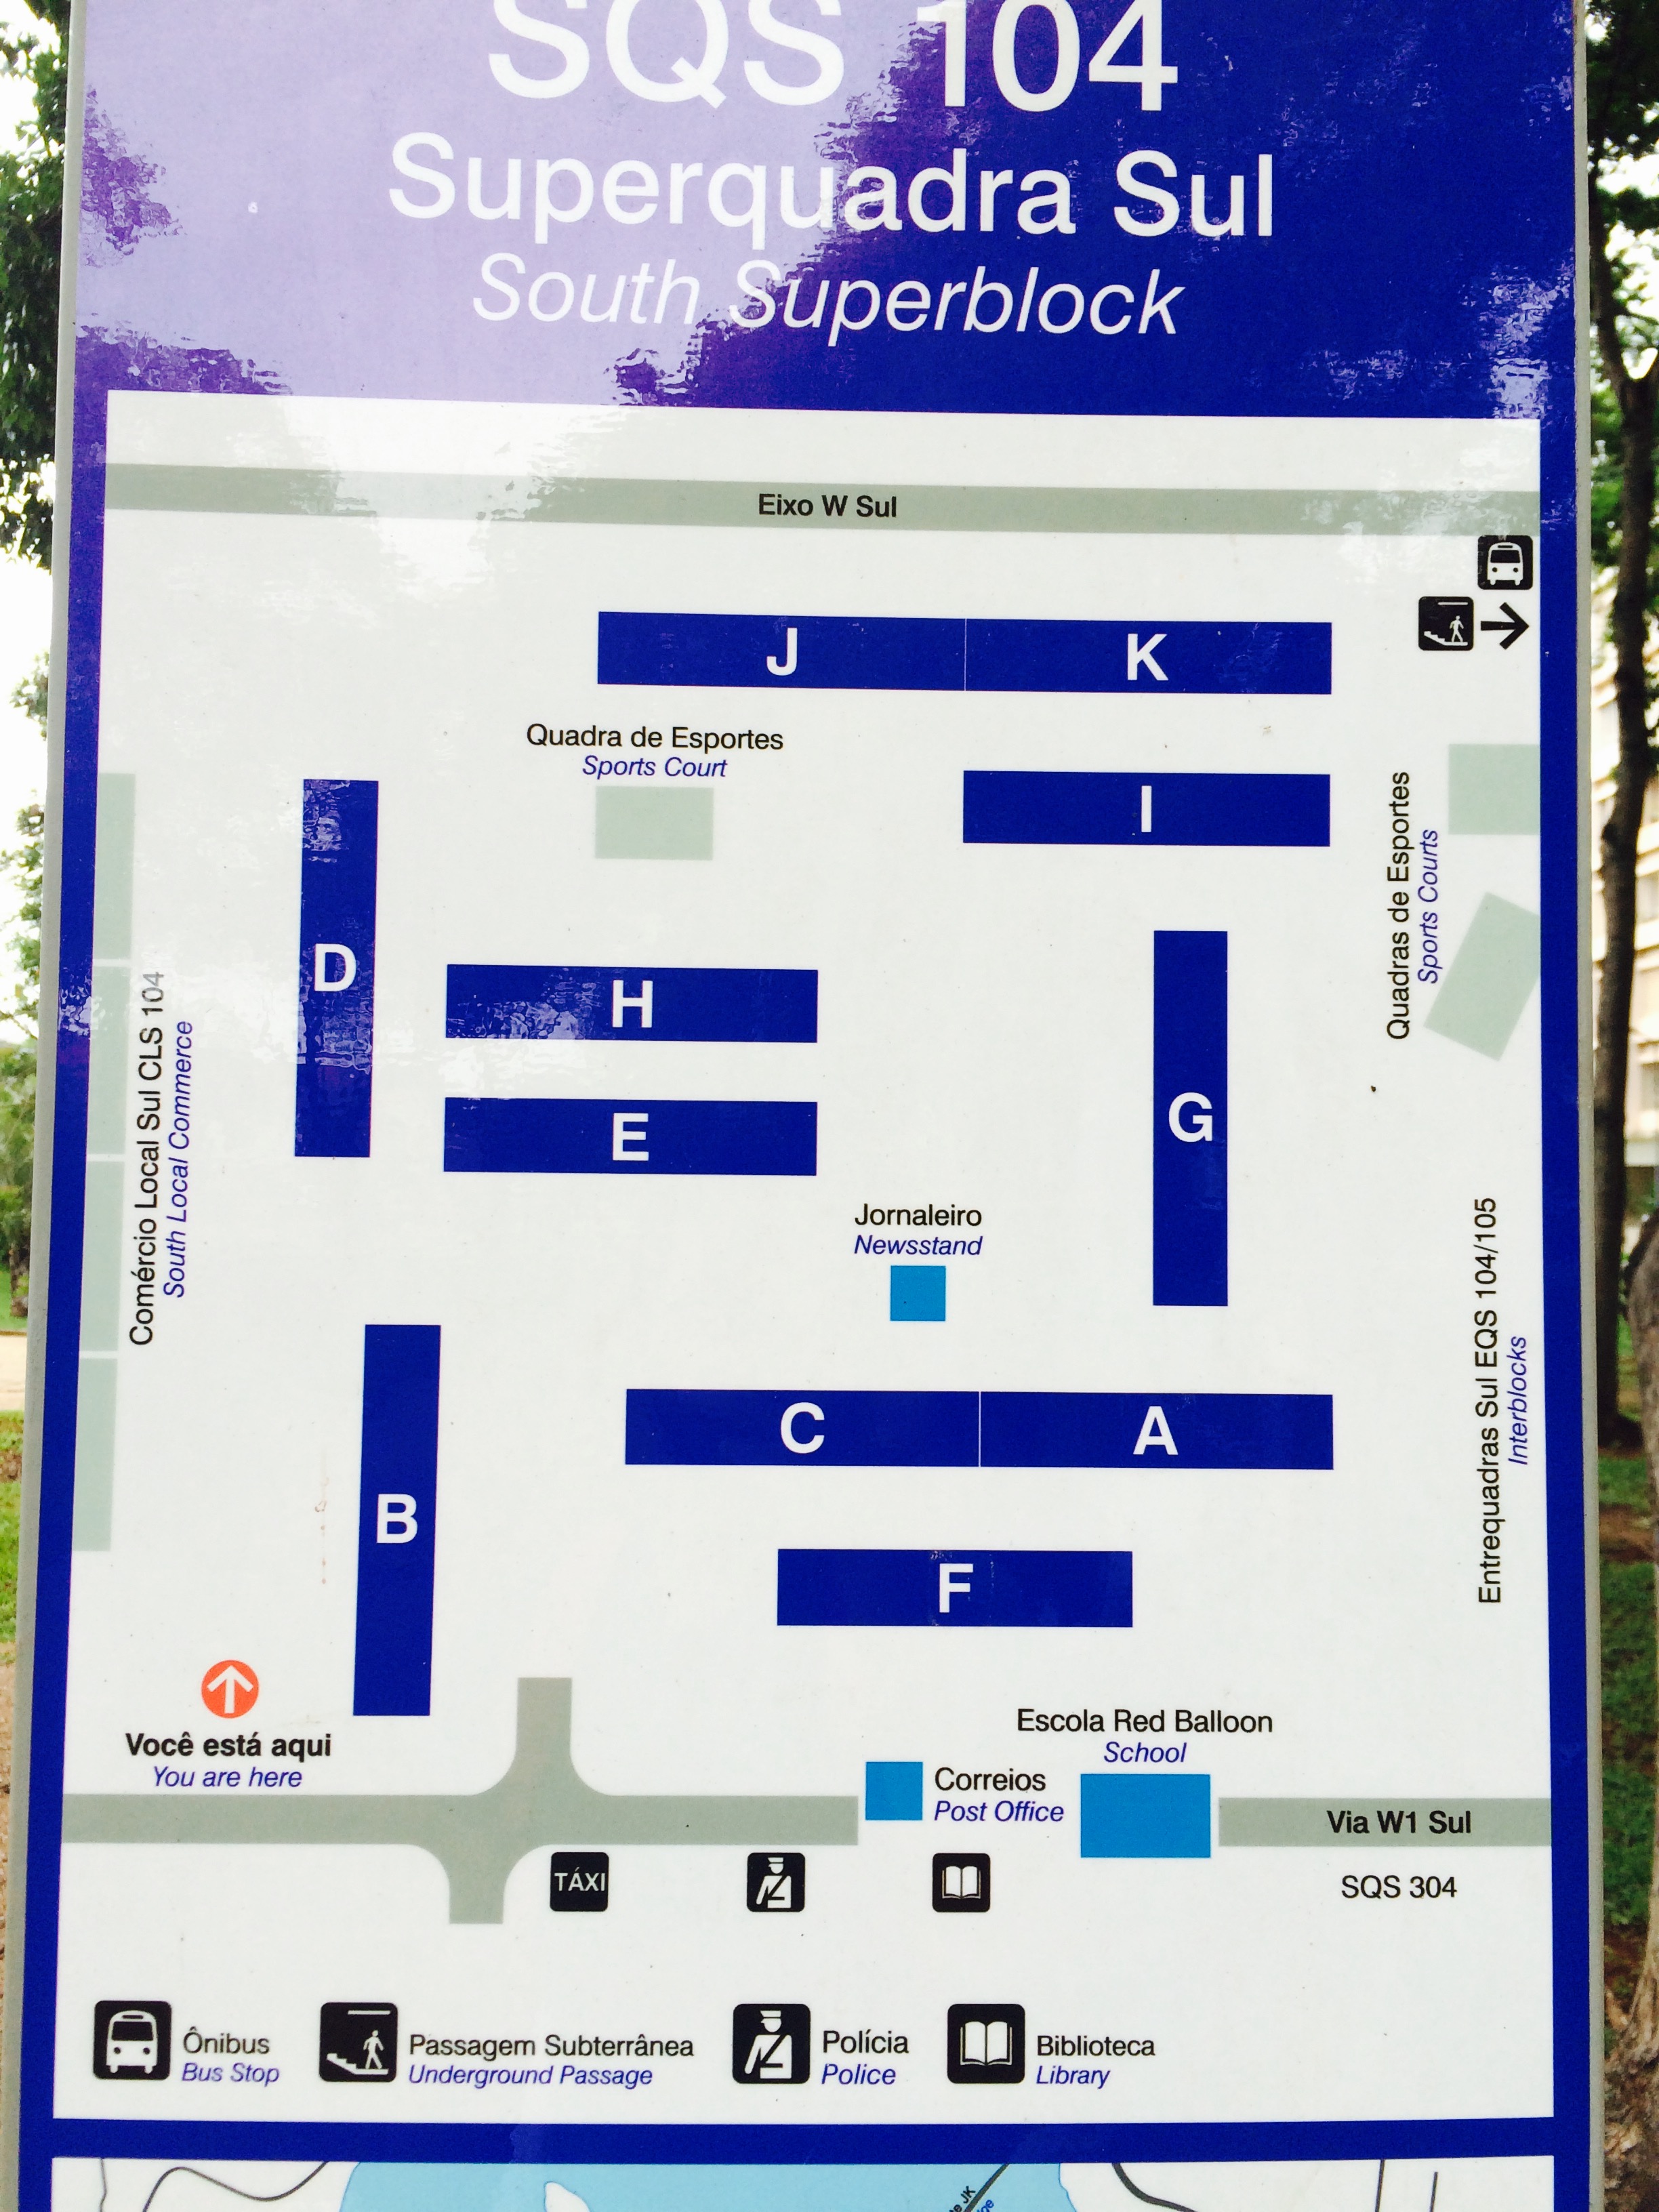 SQS 104
Superquadra Sul
South Superblock
Eixo W Sul
J
K
Quadra de Esportes
Sports Court
I
Quadras de Esportes
Sports Courts
D
H
E
G
Comércio Local Sul CLS 104
South Local Commerce
Jornaleiro
Newsstand
C
A
B
F
Entrequadras Sul EQS 104/105
Interblocks
Você está aqui
You are here
Escola Red Balloon
School
Correios
Post Office
Via W1 Sul
TÁXI
SQS 304
Ônibus
Bus Stop
Passagem Subterrânea
Underground Passage
Polícia
Police
Biblioteca
Library
JK